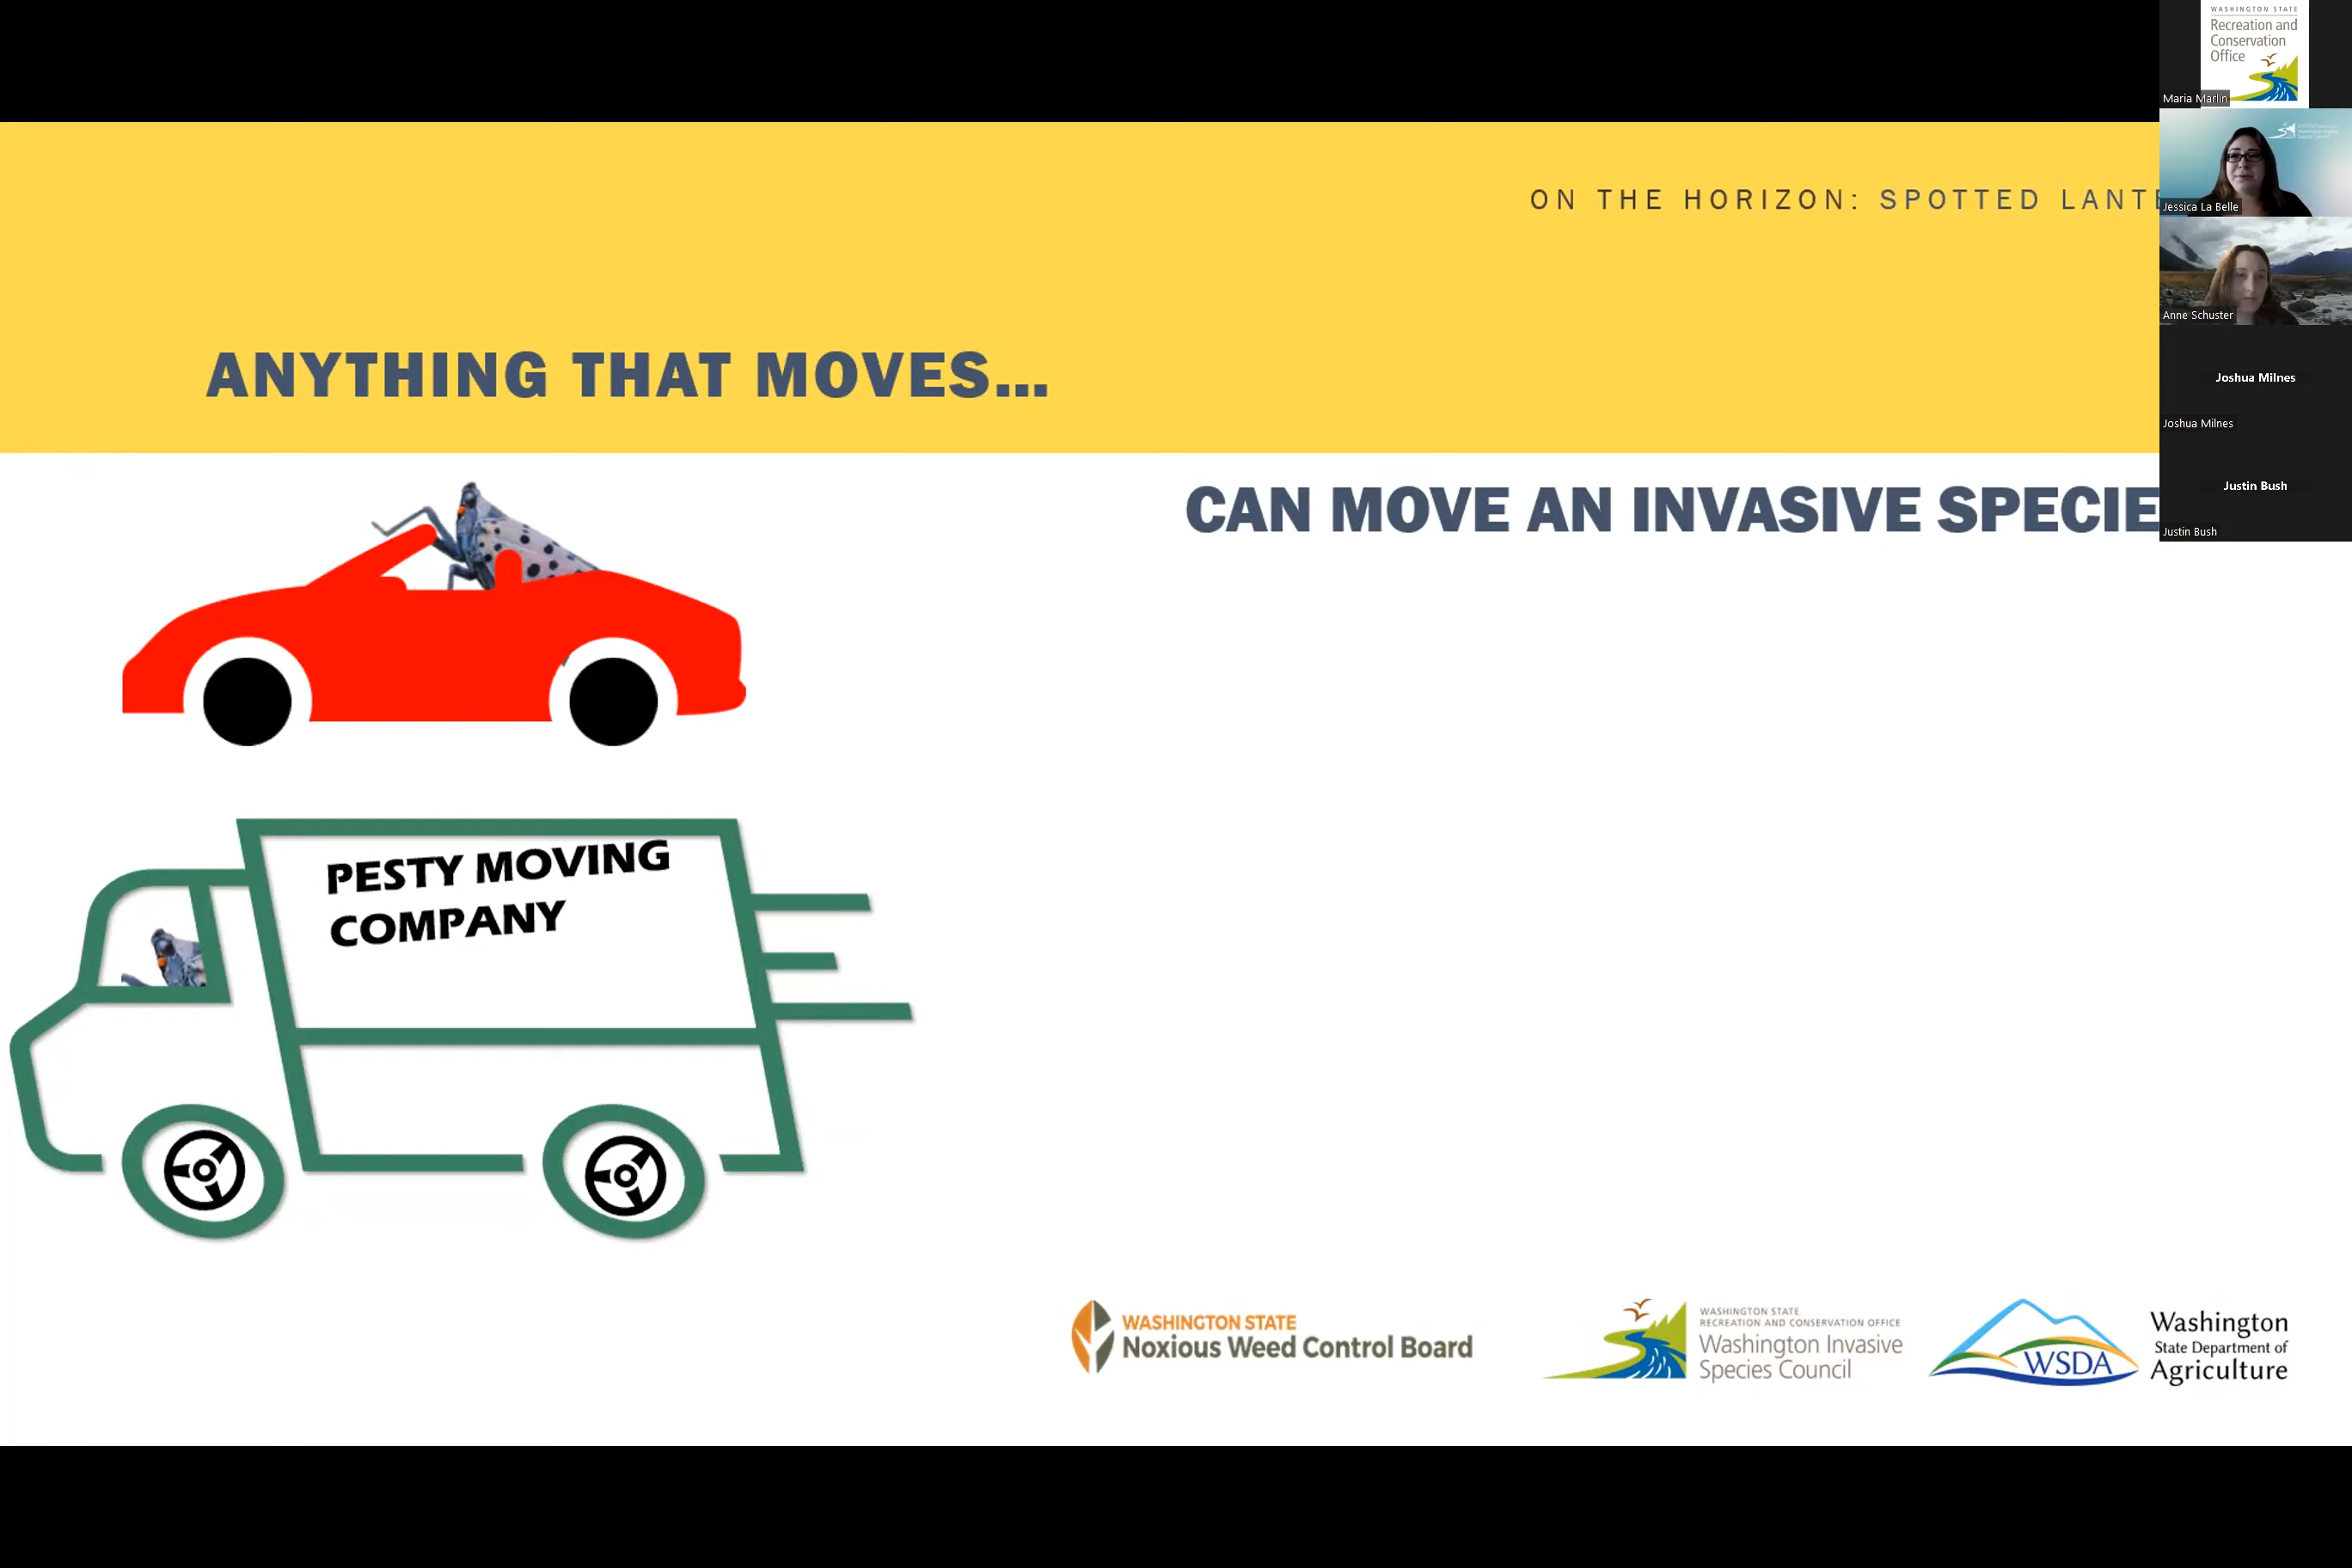 WASHINGTON STATE
Recreation and
Conservation
Office
Maria Marlin
Jessica La Belle
Anne Schuster
Joshua Milnes
Joshua Milnes
Justin Bush
Justin Bush
ON THE HORIZON: SPOTTED LANTE
ANYTHING THAT MOVES...
CAN MOVE AN INVASIVE SPECIE
PESTY MOVING
COMPANY
WASHINGTON STATE
Noxious Weed Control Board
WASHINGTON STATE
RECREATION AND CONSERVATION OFFICE
Washington Invasive
Species Council
WSDA
Washington
State Department of
Agriculture